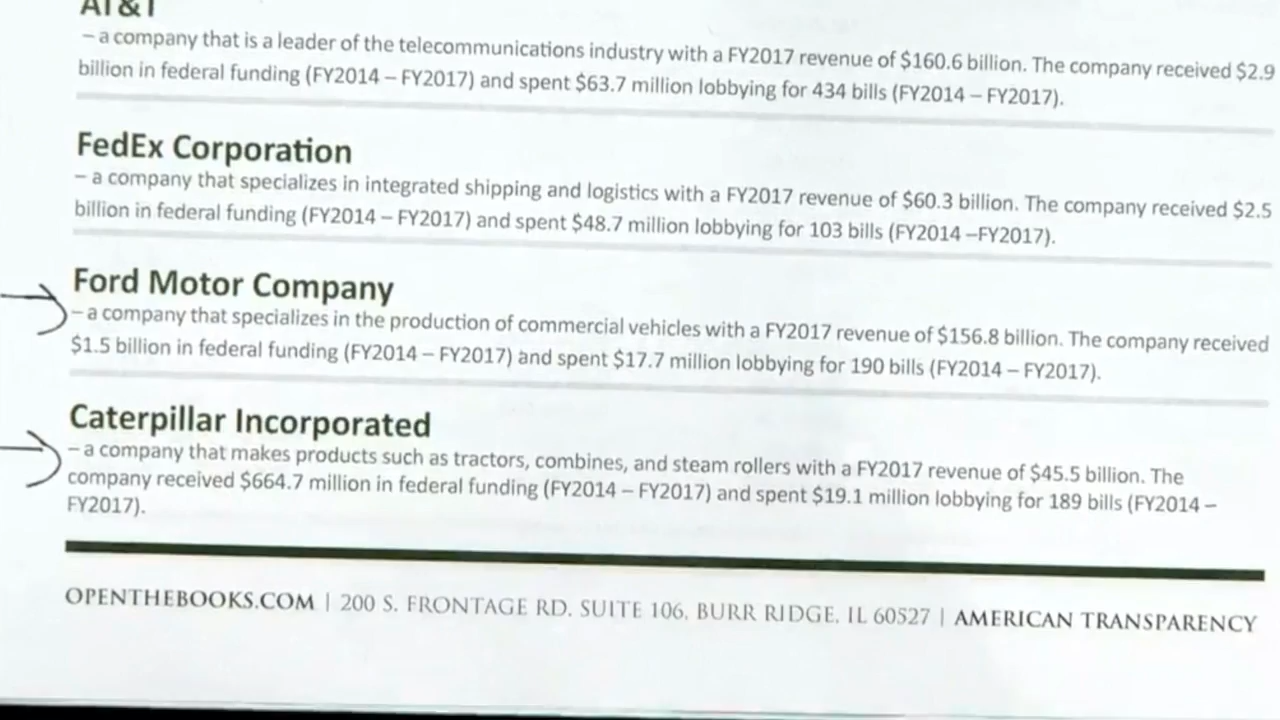 AT&T
– a company that is a leader of the telecommunications industry with a FY2017 revenue of $160.6 billion. The company received $2.9
billion in federal funding (FY2014 – FY2017) and spent $63.7 million lobbying for 434 bills (FY2014 – FY2017).
FedEx Corporation
– a company that specializes in integrated shipping and logistics with a FY2017 revenue of $60.3 billion. The company received $2.5
billion in federal funding (FY2014 – FY2017) and spent $48.7 million lobbying for 103 bills (FY2014 –FY2017).
Ford Motor Company
– a company that specializes in the production of commercial vehicles with a FY2017 revenue of $156.8 billion. The company received
$1.5 billion in federal funding (FY2014 – FY2017) and spent $17.7 million lobbying for 190 bills (FY2014 – FY2017).
Caterpillar Incorporated
– a company that makes products such as tractors, combines, and steam rollers with a FY2017 revenue of $45.5 billion. The
company received $664.7 million in federal funding (FY2014 – FY2017) and spent $19.1 million lobbying for 189 bills (FY2014 –
FY2017).
OPENTHEBOOKS.COM | 200 S. FRONTAGE RD. SUITE 106, BURR RIDGE, IL 60527 | AMERICAN TRANSPARENCY